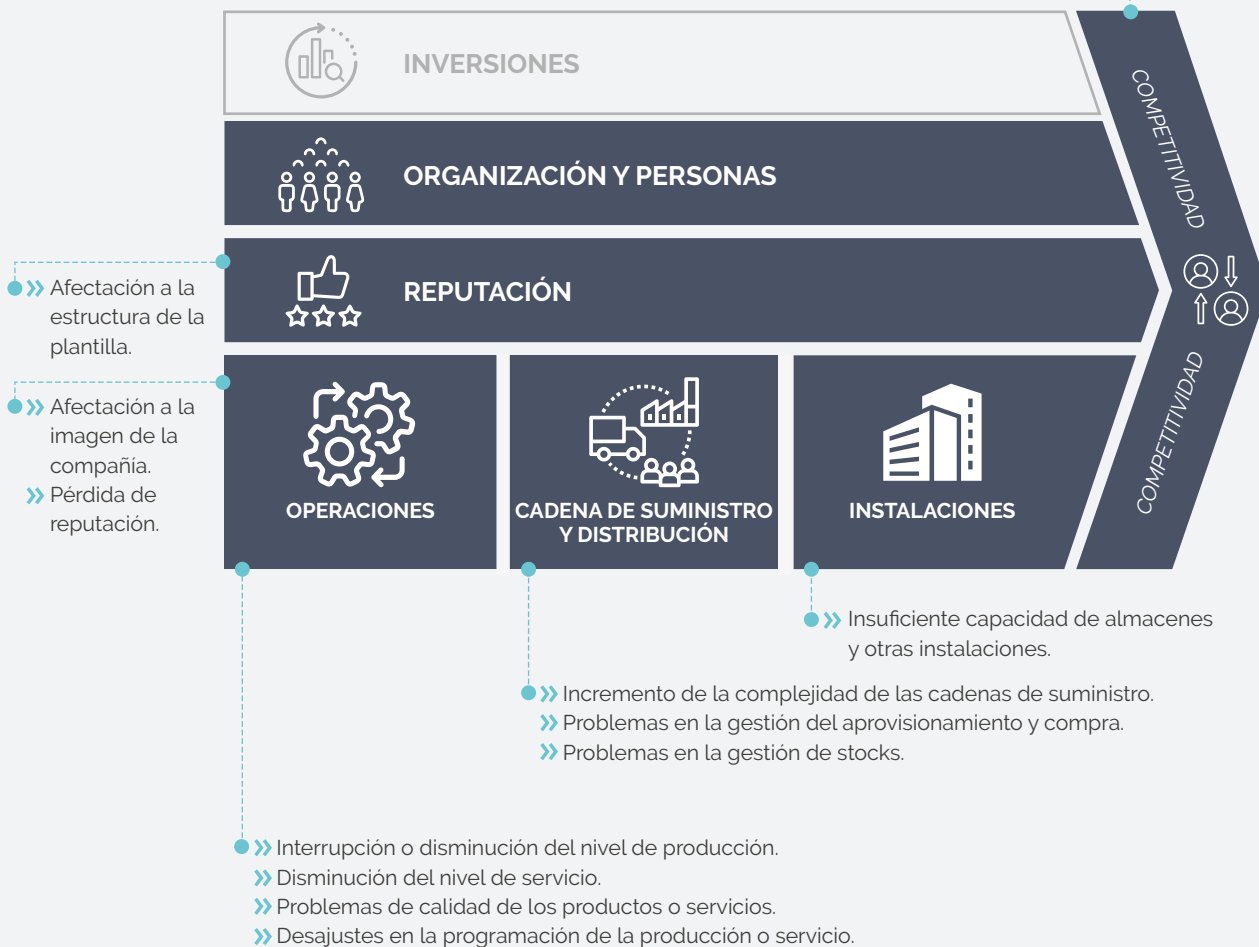 INVERSIONES
ORGANIZACIÓN Y PERSONAS
REPUTACIÓN
COMPETITIVIDAD
COMPETITIVIDAD
Afectación a la
estructura de la
plantilla.
Afectación a la
imagen de la
compañía.
Pérdida de
reputación.
OPERACIONES
CADENA DE SUMINISTRO
Y DISTRIBUCIÓN
INSTALACIONES
Insuficiente capacidad de almacenes
y otras instalaciones.
Incremento de la complejidad de las cadenas de suministro.
Problemas en la gestión del aprovisionamiento y compra.
Problemas en la gestión de stocks.
Interrupción o disminución del nivel de producción.
Disminución del nivel de servicio.
Problemas de calidad de los productos o servicios.
Desajustes en la programación de la producción o servicio.